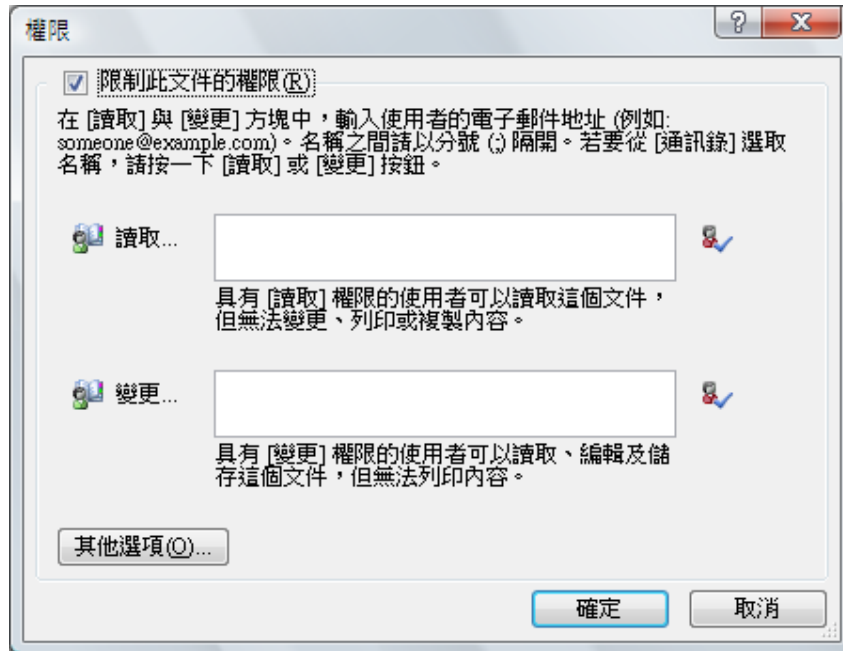 權限
限制此文件的權限(R)
在 [讀取] 與 [變更] 方塊中，輸入使用者的電子郵件地址 (例如:
someone@example.com)。名稱之間請以分號 (;) 隔開。若要從 [通訊錄] 選取
名稱，請按一下 [讀取] 或 [變更] 按鈕。
讀取...
具有 [讀取] 權限的使用者可以讀取這個文件，
但無法變更、列印或複製內容。
變更...
具有 [變更] 權限的使用者可以讀取、編輯及儲
存這個文件，但無法列印內容。
其他選項(O)...
確定 取消